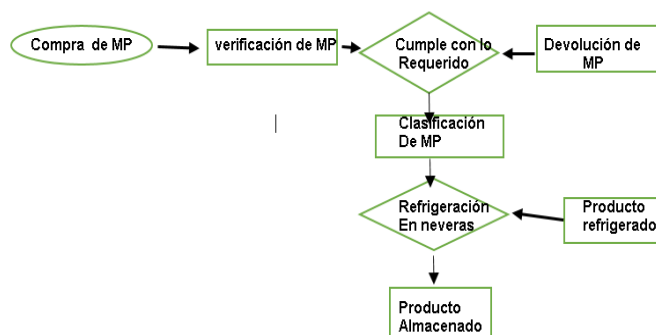 Compra de MP
verificación de MP
Cumple con lo
Requerido
Devolución de
MP
Clasificación
De MP
Refrigeración
En neveras
Producto
refrigerado
Producto
Almacenado